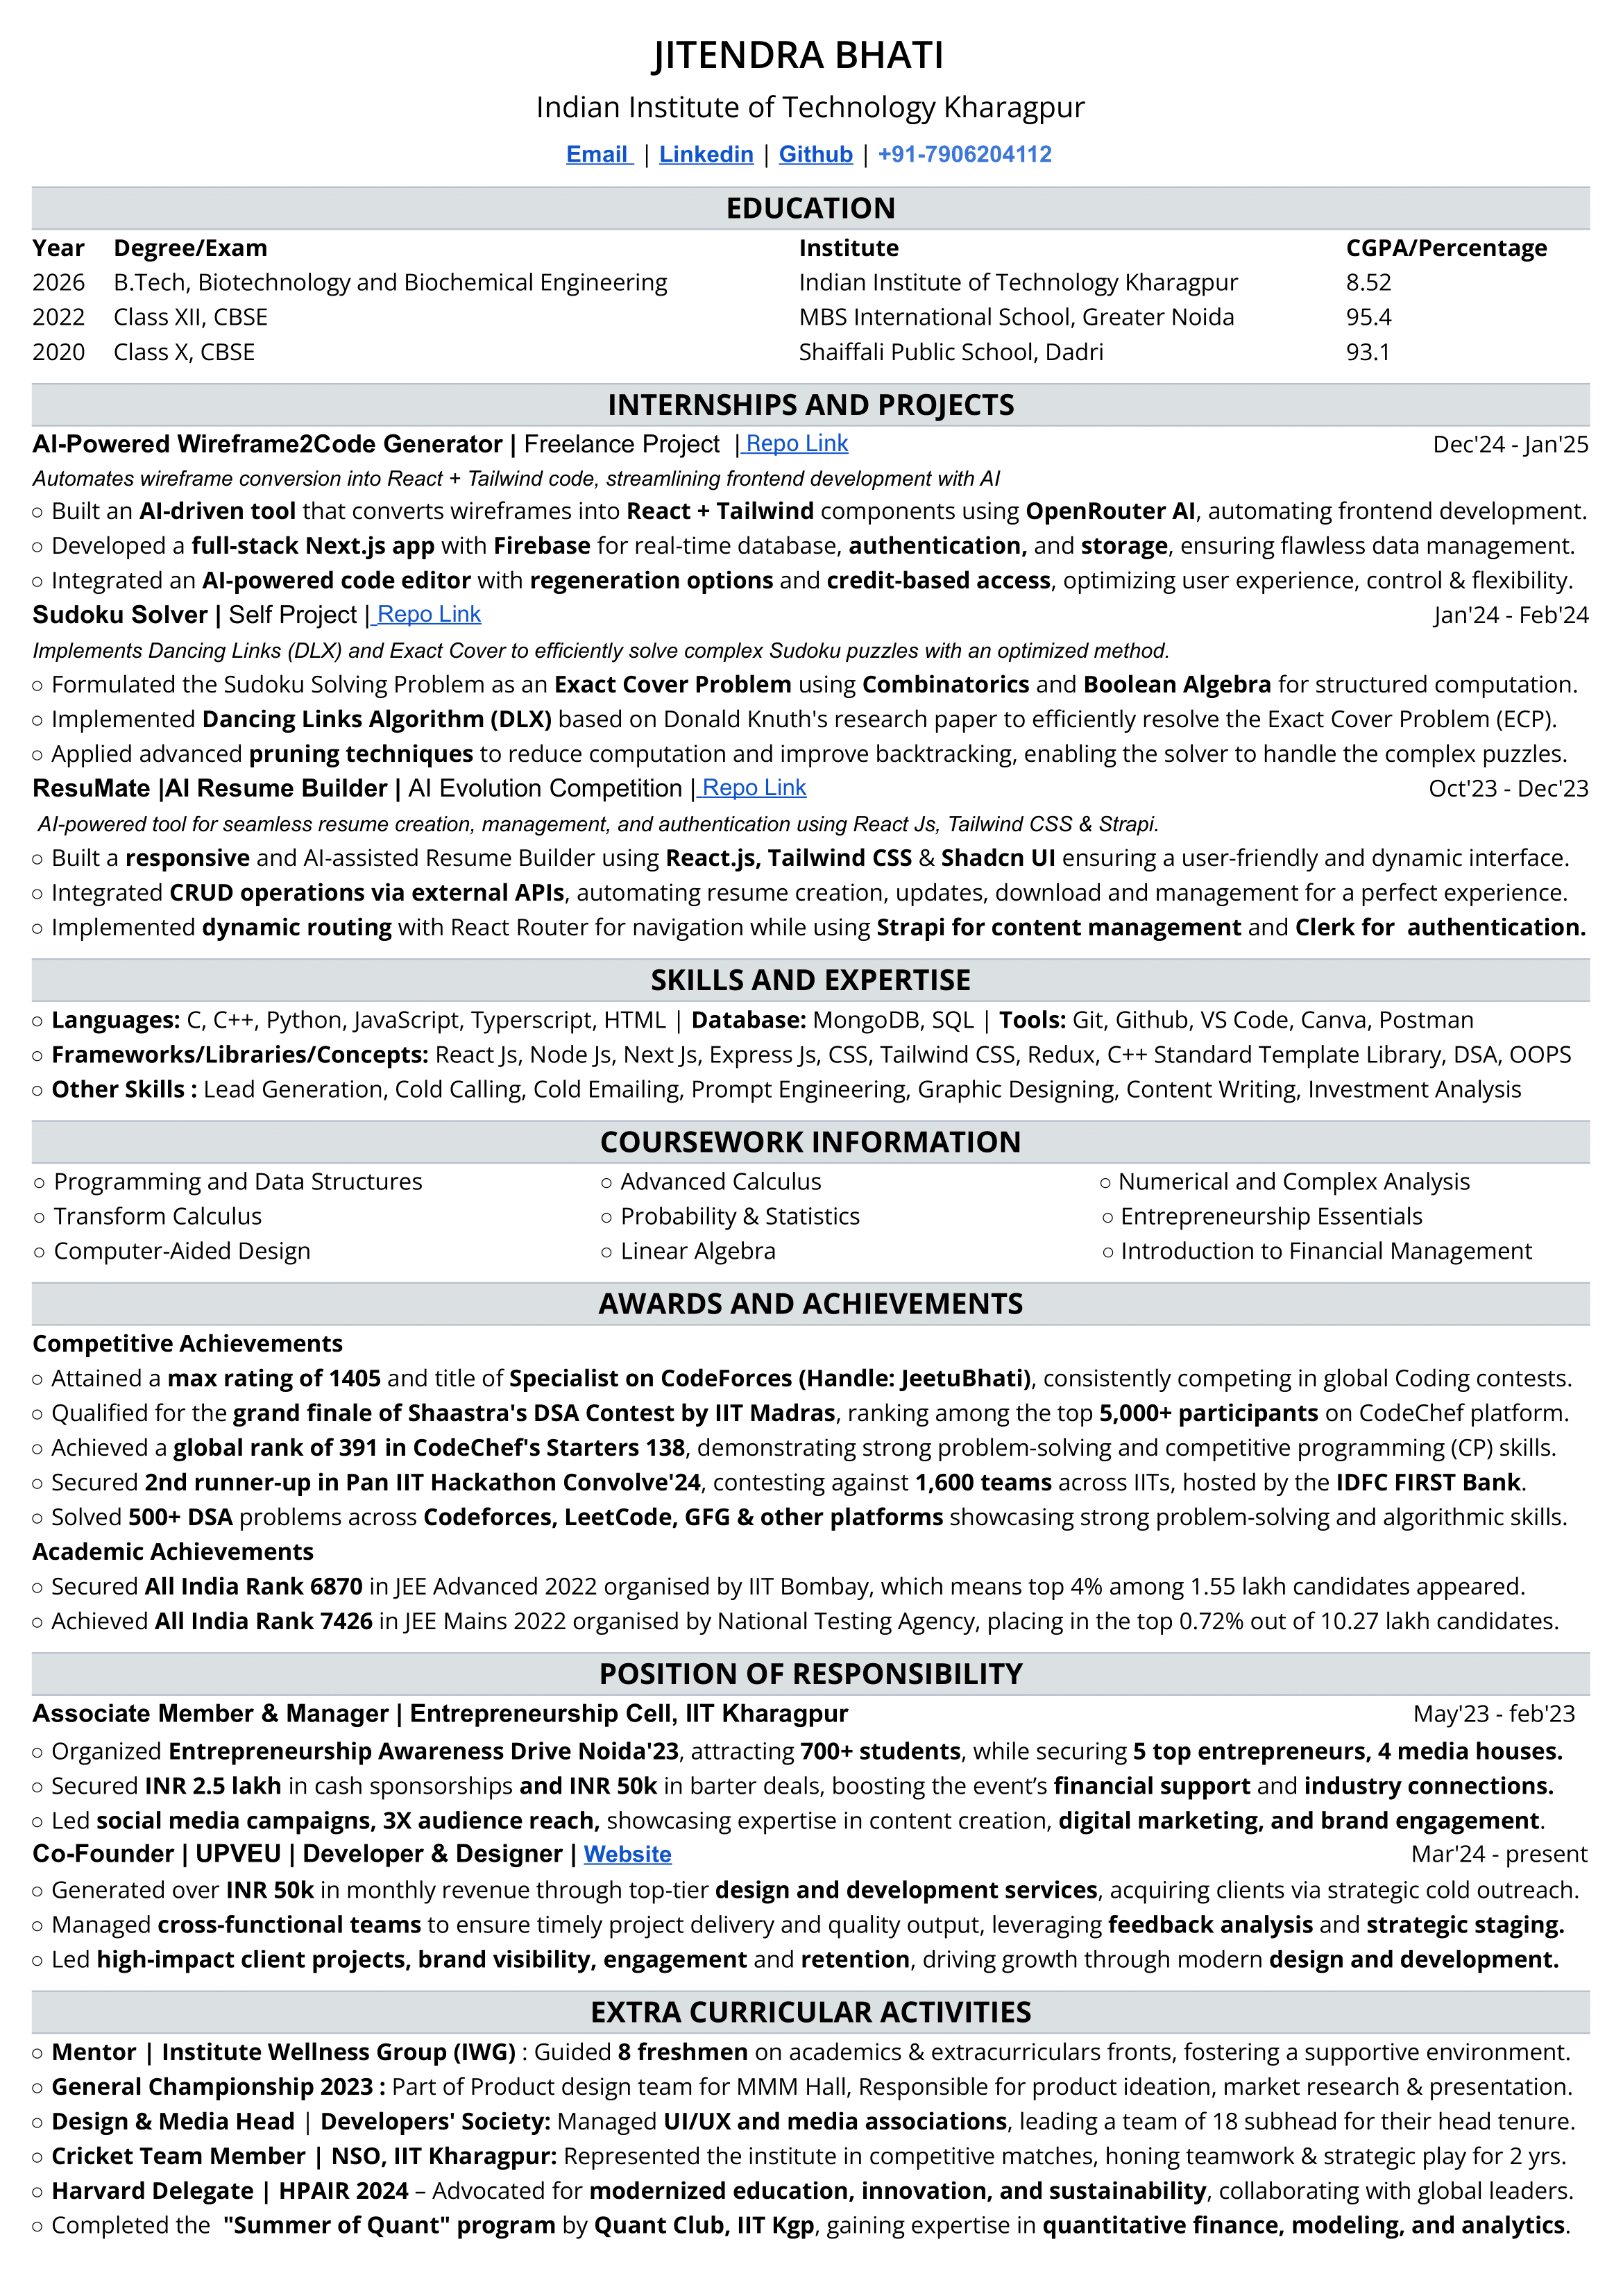 JITENDRA BHATI
Indian Institute of Technology Kharagpur
Email | Linkedin | Github | +91-7906204112
EDUCATION
Year Degree/Exam Institute CGPA/Percentage
2026 B.Tech, Biotechnology and Biochemical Engineering Indian Institute of Technology Kharagpur 8.52
2022 Class XII, CBSE MBS International School, Greater Noida 95.4
2020 Class X, CBSE Shaiffali Public School, Dadri 93.1
INTERNSHIPS AND PROJECTS
AI-Powered Wireframe2Code Generator | Freelance Project | Repo Link Dec'24 - Jan'25
Automates wireframe conversion into React + Tailwind code, streamlining frontend development with AI
○ Built an AI-driven tool that converts wireframes into React + Tailwind components using OpenRouter AI, automating frontend development.
○ Developed a full-stack Next.js app with Firebase for real-time database, authentication, and storage, ensuring flawless data management.
○ Integrated an AI-powered code editor with regeneration options and credit-based access, optimizing user experience, control & flexibility.
Sudoku Solver | Self Project | Repo Link Jan'24 - Feb'24
Implements Dancing Links (DLX) and Exact Cover to efficiently solve complex Sudoku puzzles with an optimized method.
○ Formulated the Sudoku Solving Problem as an Exact Cover Problem using Combinatorics and Boolean Algebra for structured computation.
○ Implemented Dancing Links Algorithm (DLX) based on Donald Knuth's research paper to efficiently resolve the Exact Cover Problem (ECP).
○ Applied advanced pruning techniques to reduce computation and improve backtracking, enabling the solver to handle the complex puzzles.
ResuMate |AI Resume Builder | AI Evolution Competition | Repo Link Oct'23 - Dec'23
AI-powered tool for seamless resume creation, management, and authentication using React Js, Tailwind CSS & Strapi.
○ Built a responsive and AI-assisted Resume Builder using React.js, Tailwind CSS & Shadcn UI ensuring a user-friendly and dynamic interface.
○ Integrated CRUD operations via external APIs, automating resume creation, updates, download and management for a perfect experience.
○ Implemented dynamic routing with React Router for navigation while using Strapi for content management and Clerk for authentication.
SKILLS AND EXPERTISE
○ Languages: C, C++, Python, JavaScript, Typerscript, HTML | Database: MongoDB, SQL | Tools: Git, Github, VS Code, Canva, Postman
○ Frameworks/Libraries/Concepts: React Js, Node Js, Next Js, Express Js, CSS, Tailwind CSS, Redux, C++ Standard Template Library, DSA, OOPS
○ Other Skills : Lead Generation, Cold Calling, Cold Emailing, Prompt Engineering, Graphic Designing, Content Writing, Investment Analysis
COURSEWORK INFORMATION
○ Programming and Data Structures ○ Advanced Calculus ○ Numerical and Complex Analysis
○ Transform Calculus ○ Probability & Statistics ○ Entrepreneurship Essentials
○ Computer-Aided Design ○ Linear Algebra ○ Introduction to Financial Management
AWARDS AND ACHIEVEMENTS
Competitive Achievements
○ Attained a max rating of 1405 and title of Specialist on CodeForces (Handle: JeetuBhati), consistently competing in global Coding contests.
○ Qualified for the grand finale of Shaastra's DSA Contest by IIT Madras, ranking among the top 5,000+ participants on CodeChef platform.
○ Achieved a global rank of 391 in CodeChef's Starters 138, demonstrating strong problem-solving and competitive programming (CP) skills.
○ Secured 2nd runner-up in Pan IIT Hackathon Convolve'24, contesting against 1,600 teams across IITs, hosted by the IDFC FIRST Bank.
○ Solved 500+ DSA problems across Codeforces, LeetCode, GFG & other platforms showcasing strong problem-solving and algorithmic skills.
Academic Achievements
○ Secured All India Rank 6870 in JEE Advanced 2022 organised by IIT Bombay, which means top 4% among 1.55 lakh candidates appeared.
○ Achieved All India Rank 7426 in JEE Mains 2022 organised by National Testing Agency, placing in the top 0.72% out of 10.27 lakh candidates.
POSITION OF RESPONSIBILITY
Associate Member & Manager | Entrepreneurship Cell, IIT Kharagpur May'23 - feb'23
○ Organized Entrepreneurship Awareness Drive Noida'23, attracting 700+ students, while securing 5 top entrepreneurs, 4 media houses.
○ Secured INR 2.5 lakh in cash sponsorships and INR 50k in barter deals, boosting the event’s financial support and industry connections.
○ Led social media campaigns, 3X audience reach, showcasing expertise in content creation, digital marketing, and brand engagement.
Co-Founder | UPVEU | Developer & Designer | Website Mar'24 - present
○ Generated over INR 50k in monthly revenue through top-tier design and development services, acquiring clients via strategic cold outreach.
○ Managed cross-functional teams to ensure timely project delivery and quality output, leveraging feedback analysis and strategic staging.
○ Led high-impact client projects, brand visibility, engagement and retention, driving growth through modern design and development.
EXTRA CURRICULAR ACTIVITIES
○ Mentor | Institute Wellness Group (IWG) : Guided 8 freshmen on academics & extracurriculars fronts, fostering a supportive environment.
○ General Championship 2023 : Part of Product design team for MMM Hall, Responsible for product ideation, market research & presentation.
○ Design & Media Head | Developers' Society: Managed UI/UX and media associations, leading a team of 18 subhead for their head tenure.
○ Cricket Team Member | NSO, IIT Kharagpur: Represented the institute in competitive matches, honing teamwork & strategic play for 2 yrs.
○ Harvard Delegate | HPAIR 2024 – Advocated for modernized education, innovation, and sustainability, collaborating with global leaders.
○ Completed the "Summer of Quant" program by Quant Club, IIT Kgp, gaining expertise in quantitative finance, modeling, and analytics.